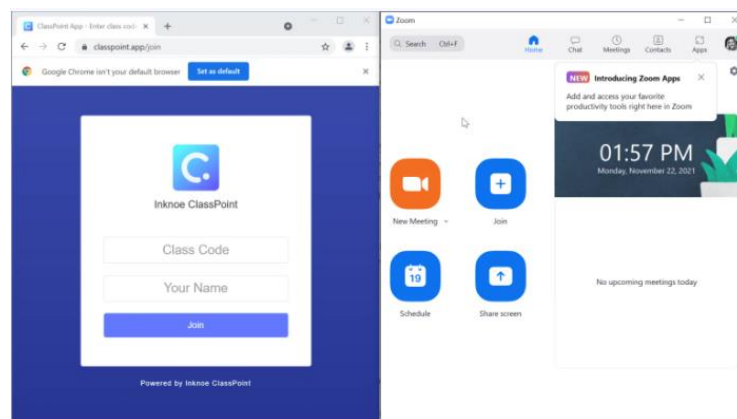 ClassPoint App - Enter class code
classpoint.app/join
Google Chrome isn't your default browser
Set as default
C.
Inknoe ClassPoint
Class Code
Your Name
Join
Powered by Inknoe ClassPoint
Zoom
Search Ctrl+F
Home
Chat
Meetings
Contacts
Apps
NEW Introducing Zoom Apps
Add and access your favorite
productivity tools right here in Zoom
01:57 PM
Monday, November 22, 2021
New Meeting
Join
19
Schedule
Share screen
No upcoming meetings today